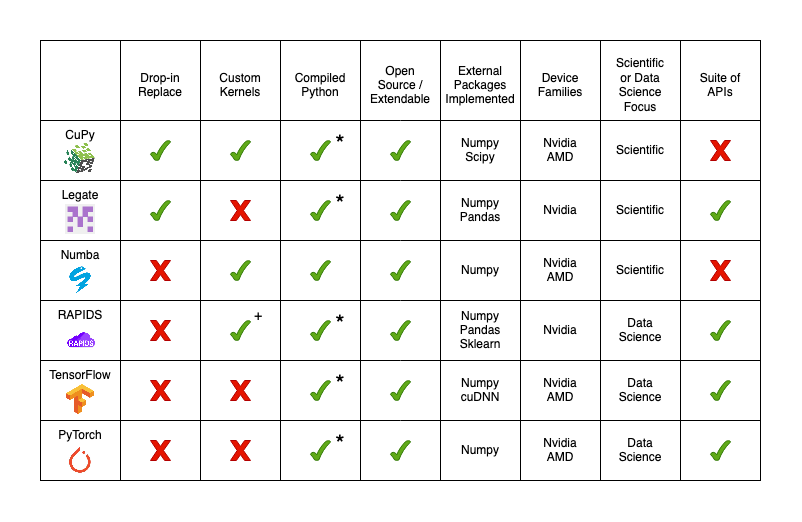 Drop-in
Replace
Custom
Kernels
Compiled
Python
Open
Source /
Extendable
External
Packages
Implemented
Device
Families
Scientific
or Data
Science
Focus
Suite of
APIs
CuPy
*
Numpy
Scipy
Nvidia
AMD
Scientific
Legate
*
Numpy
Pandas
Nvidia
Scientific
Numba
Numpy
Nvidia
AMD
Scientific
RAPIDS
RAPIDS
+
*
Numpy
Pandas
Sklearn
Nvidia
Data
Science
TensorFlow
*
Numpy
cuDNN
Nvidia
AMD
Data
Science
PyTorch
*
Numpy
Nvidia
AMD
Data
Science